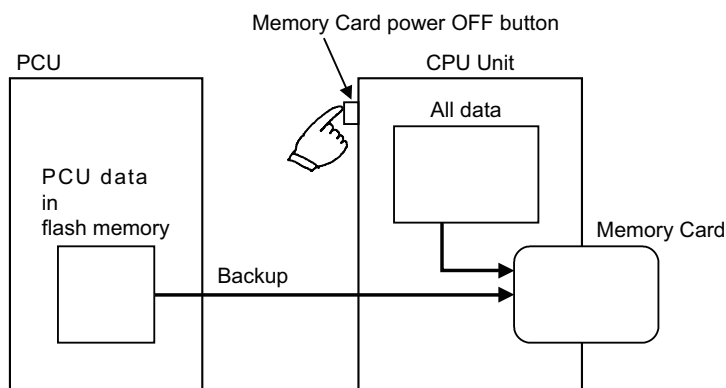 Memory Card power OFF button
PCU
CPU Unit
All data
PCU data
in
flash memory
Memory Card
Backup